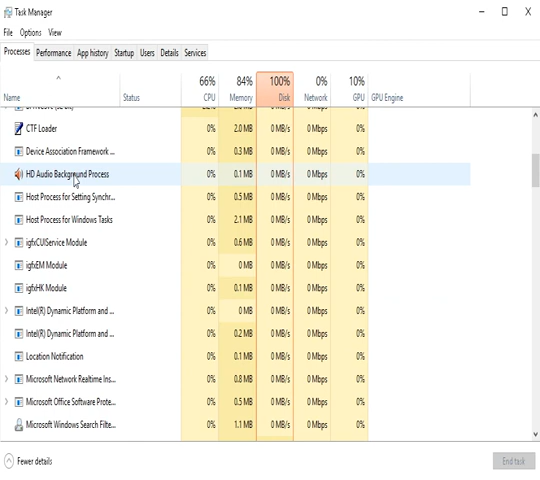 Task Manager
File Options View
Processes Performance App history Startup Users Details Services
66% 84% 100% 0% 10%
Name Status CPU Memory Disk Network GPU GPU Engine
CTF Loader 0% 2.0 MB 0 MB/s 0 Mbps 0%
Device Association Framework ... 0% 0.3 MB 0 MB/s 0 Mbps 0%
HD Audio Background Process 0% 0.1 MB 0 MB/s 0 Mbps 0%
Host Process for Setting Synchr... 0% 0.5 MB 0 MB/s 0 Mbps 0%
Host Process for Windows Tasks 0% 2.1 MB 0 MB/s 0 Mbps 0%
igfxCUIService Module 0% 0.6 MB 0 MB/s 0 Mbps 0%
igfxEM Module 0% 0 MB 0 MB/s 0 Mbps 0%
igfxHK Module 0% 0.1 MB 0 MB/s 0 Mbps 0%
Intel(R) Dynamic Platform and ... 0% 0 MB 0 MB/s 0 Mbps 0%
Intel(R) Dynamic Platform and ... 0% 0.2 MB 0 MB/s 0 Mbps 0%
Location Notification 0% 0.1 MB 0 MB/s 0 Mbps 0%
Microsoft Network Realtime Ins... 0% 0.8 MB 0 MB/s 0 Mbps 0%
Microsoft Office Software Prote... 0% 0.5 MB 0 MB/s 0 Mbps 0%
Microsoft Windows Search Filte... 0% 1.1 MB 0 MB/s 0 Mbps 0%
Fewer details End task